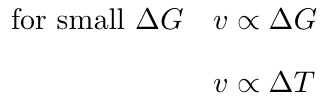 for small ΔG v ∝ ΔG
v ∝ ΔT